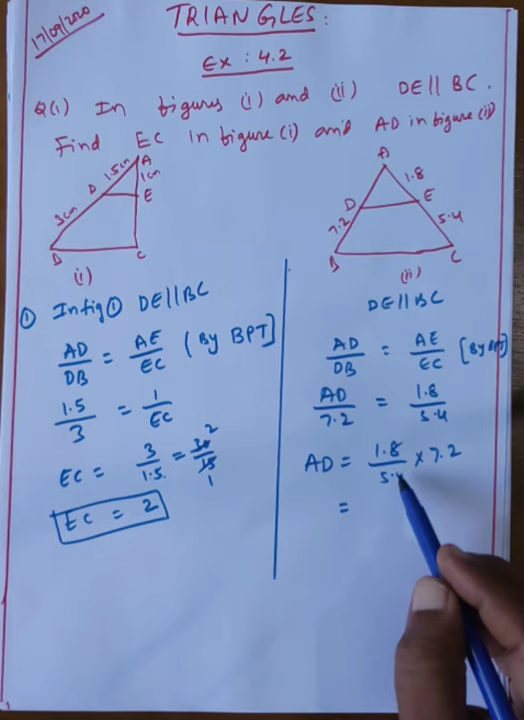 17/09/2020
TRIANGLES:
Ex : 4.2
Q(1) In figures (i) and (ii) DE||BC.
Find EC in figure (i) and AD in figure (ii)
A
1.5cm
1cm
D
E
3cm
B
C
(i)
A
1.8
D
E
7.2
5.4
B
C
(ii)
① In fig ① DE||BC
AD/DB = AE/EC (By BPT]
1.5/3 = 1/EC
EC = 3/1.5 = 30/15
2
1
EC = 2
DE||BC
AD/DB = AE/EC [By BPT]
AD/7.2 = 1.8/5.4
AD = 1.8/5.4 × 7.2
=